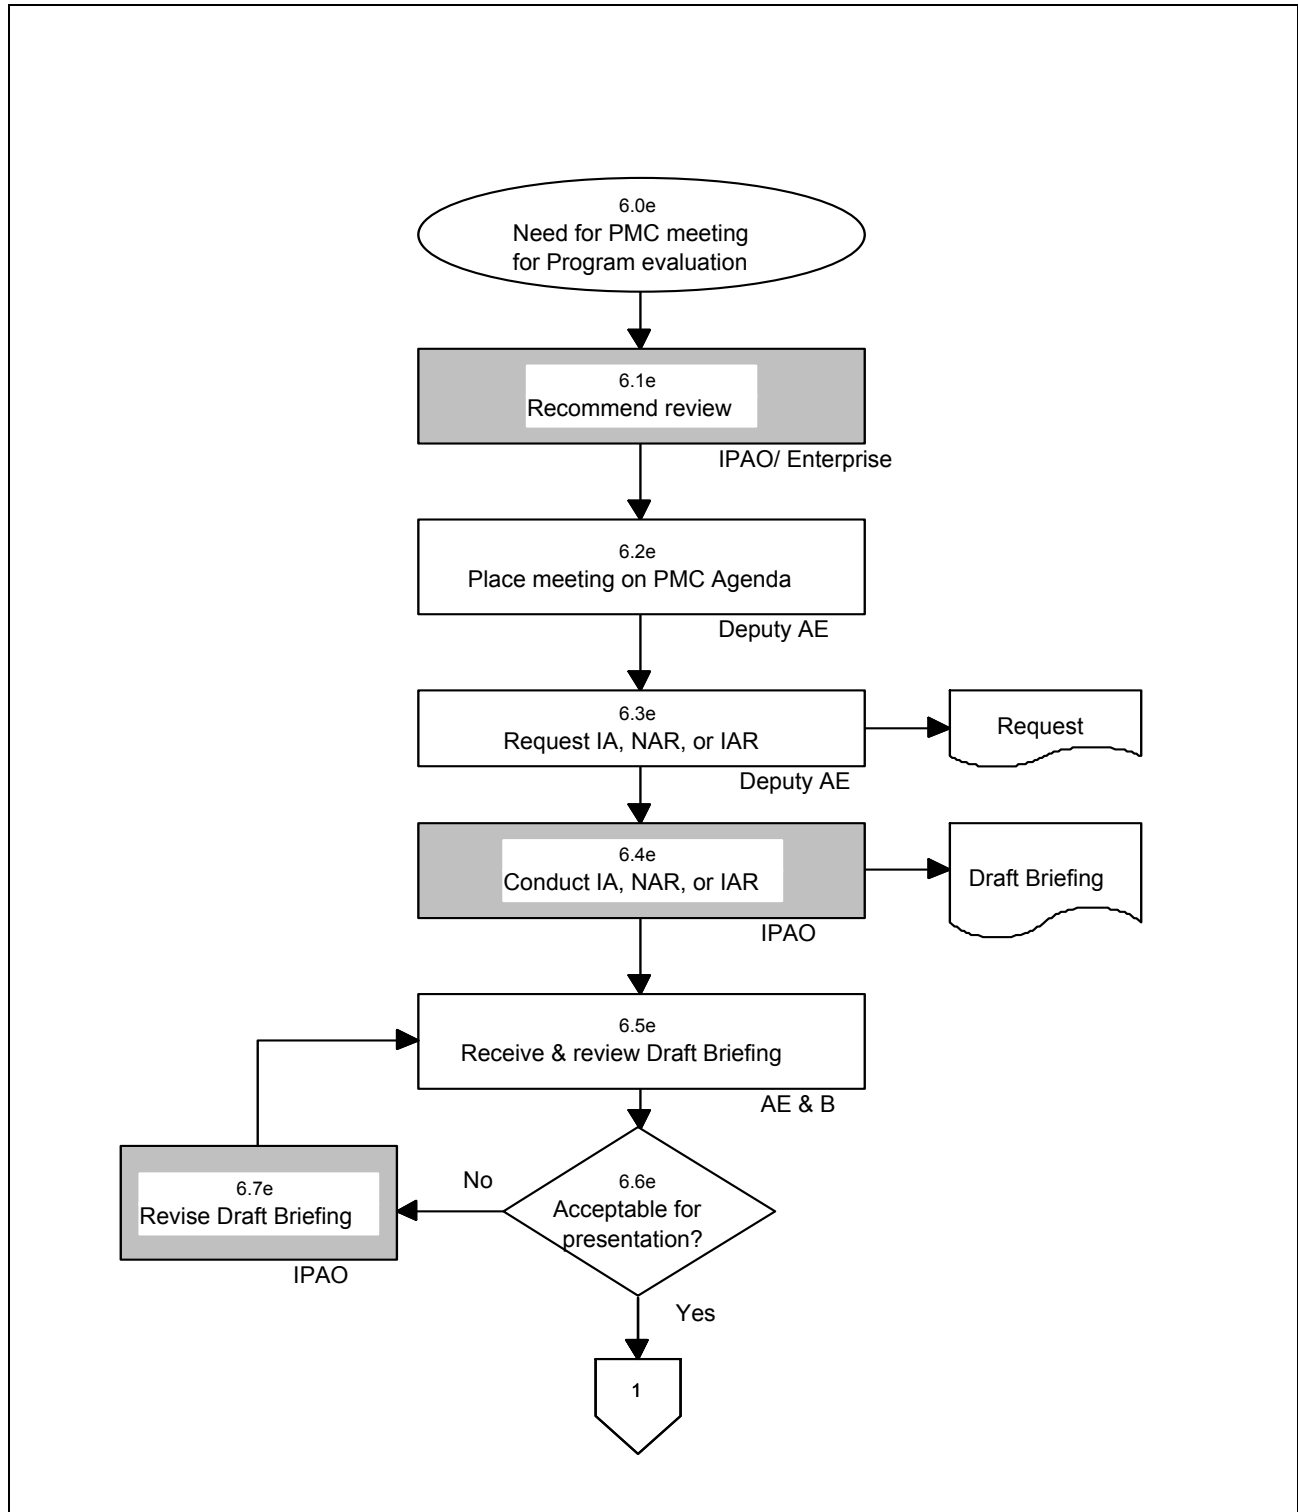 6.0e
Need for PMC meeting
for Program evaluation
6.1e
Recommend review
IPAO/ Enterprise
6.2e
Place meeting on PMC Agenda
Deputy AE
6.3e
Request IA, NAR, or IAR
Request
Deputy AE
6.4e
Conduct IA, NAR, or IAR
Draft Briefing
IPAO
6.5e
Receive & review Draft Briefing
AE & B
6.6e
Acceptable for
presentation?
No
6.7e
Revise Draft Briefing
IPAO
Yes
1